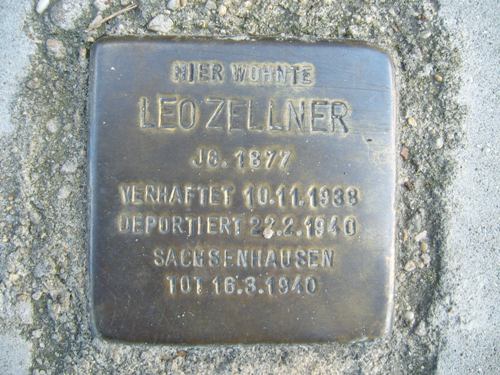 HIER WOHNTE
LEO ZELLNER
JG. 1877
VERHAFTET 10.11.1938
DEPORTIERT 22.2.1940
SACHSENHAUSEN
TOT 16.3.1940